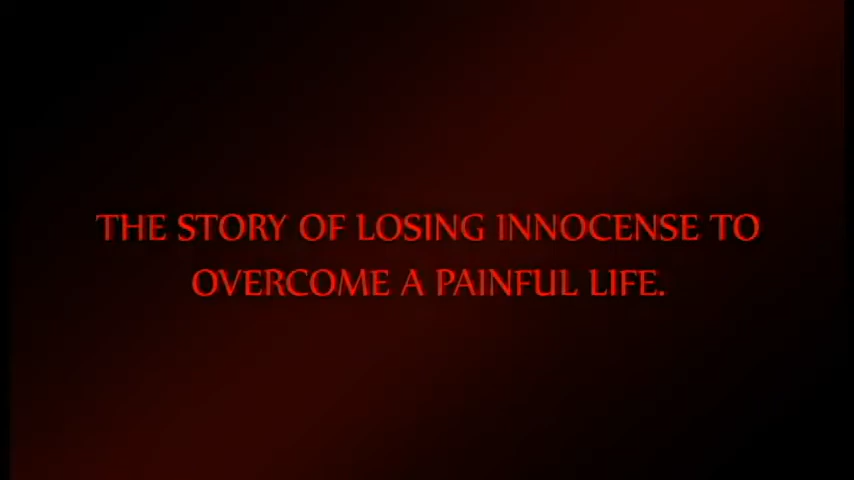 THE STORY OF LOSING INNOCENSE TO
OVERCOME A PAINFUL LIFE.